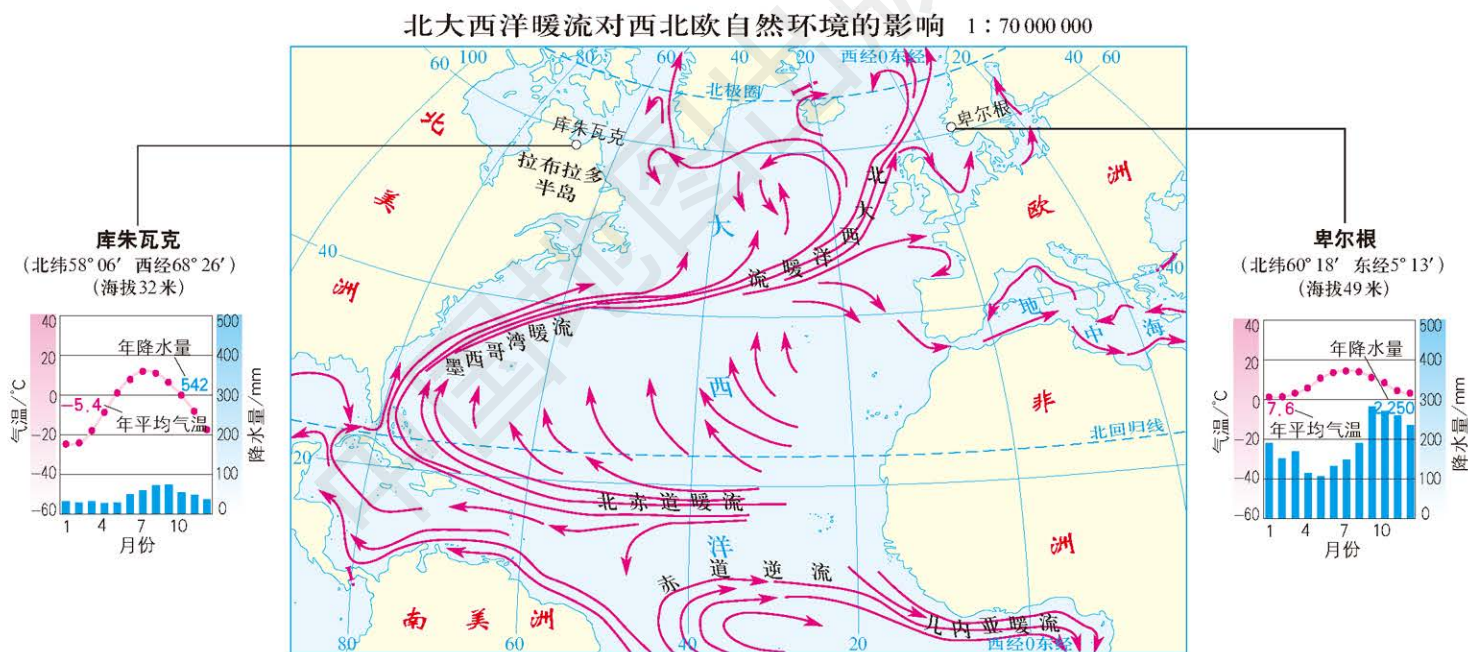 北大西洋暖流对西北欧自然环境的影响 1∶70 000 000
60
100
80
60
40
20
西经0东经
20
40
60
北极圈
北
美
洲
库朱瓦克
拉布拉多
半岛
卑尔根
欧
洲
40
40
大
西
洋
北大西洋暖流
墨西哥湾暖流
地中海
非
洲
北回归线
20
北赤道暖流
赤道逆流
几内亚暖流
南美洲
80
60
40
20
西经0东经
库朱瓦克
(北纬58°06′ 西经68°26′)
(海拔32米)
气温/℃
40
20
0
-20
-40
-60
500
400
300
200
100
0
降水量/mm
年降水量
542
-5.4
年平均气温
1
4
7
10
月份
卑尔根
(北纬60°18′ 东经5°13′)
(海拔49米)
气温/℃
40
20
0
-20
-40
-60
500
400
300
200
100
0
降水量/mm
年降水量
2 250
7.6
年平均气温
1
4
7
10
月份